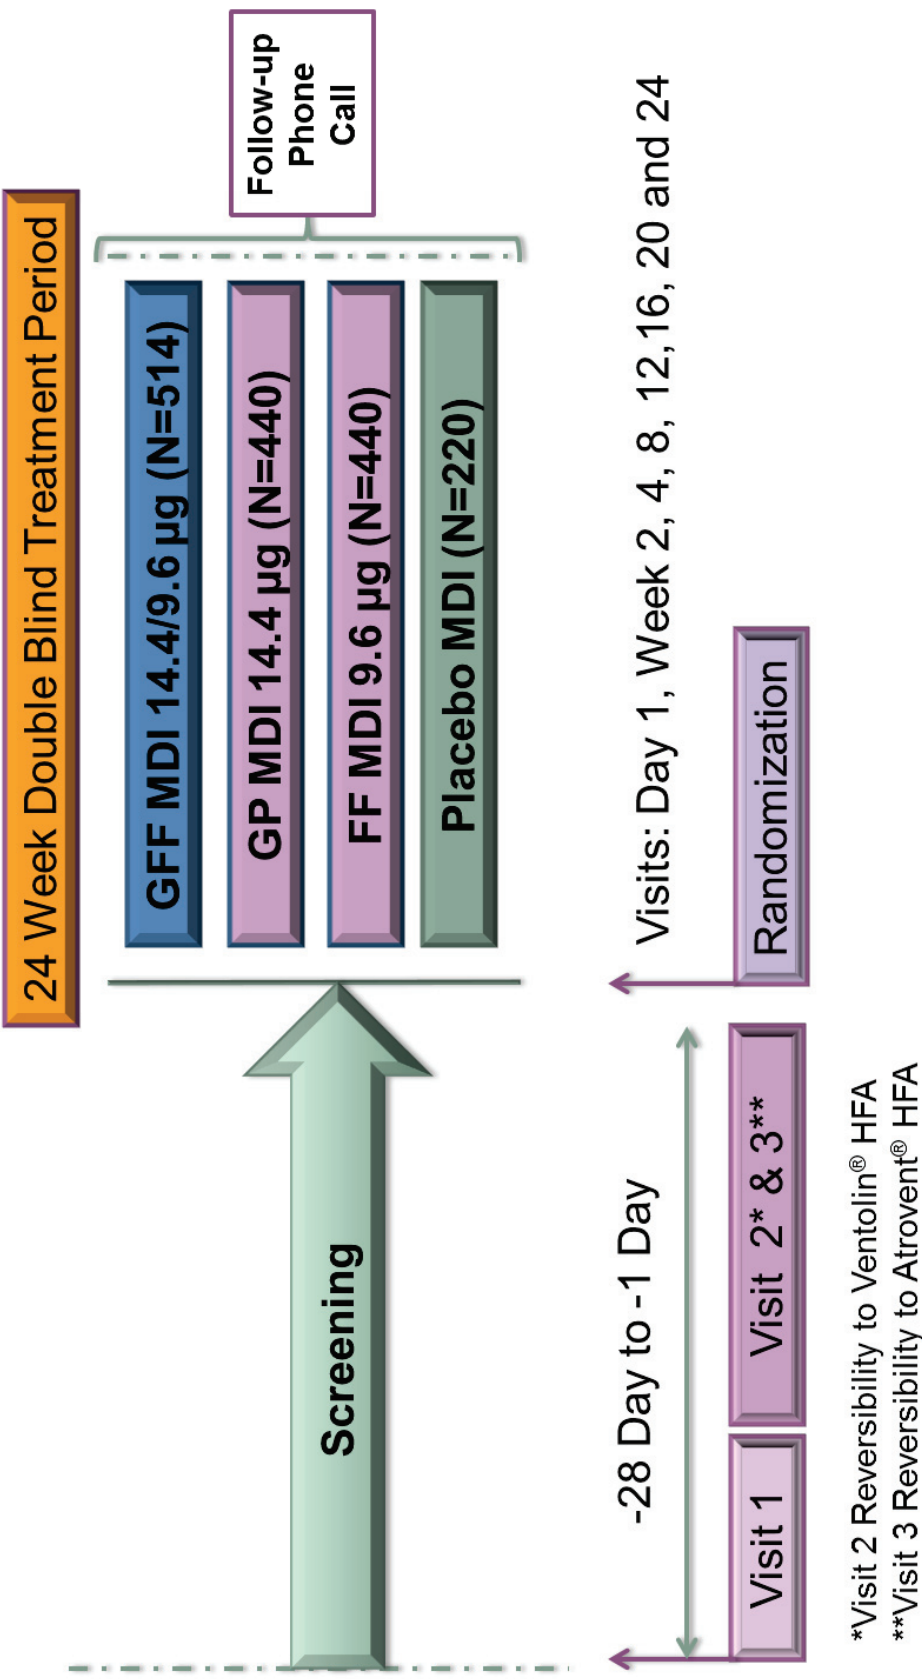 24 Week Double Blind Treatment Period
Screening
GFF MDI 14.4/9.6 µg (N=514)
GP MDI 14.4 µg (N=440)
FF MDI 9.6 µg (N=440)
Placebo MDI (N=220)
Follow-up
Phone
Call
-28 Day to -1 Day
Visits: Day 1, Week 2, 4, 8, 12,16, 20 and 24
Visit 1
Visit 2* & 3**
Randomization
*Visit 2 Reversibility to Ventolin® HFA
**Visit 3 Reversibility to Atrovent® HFA